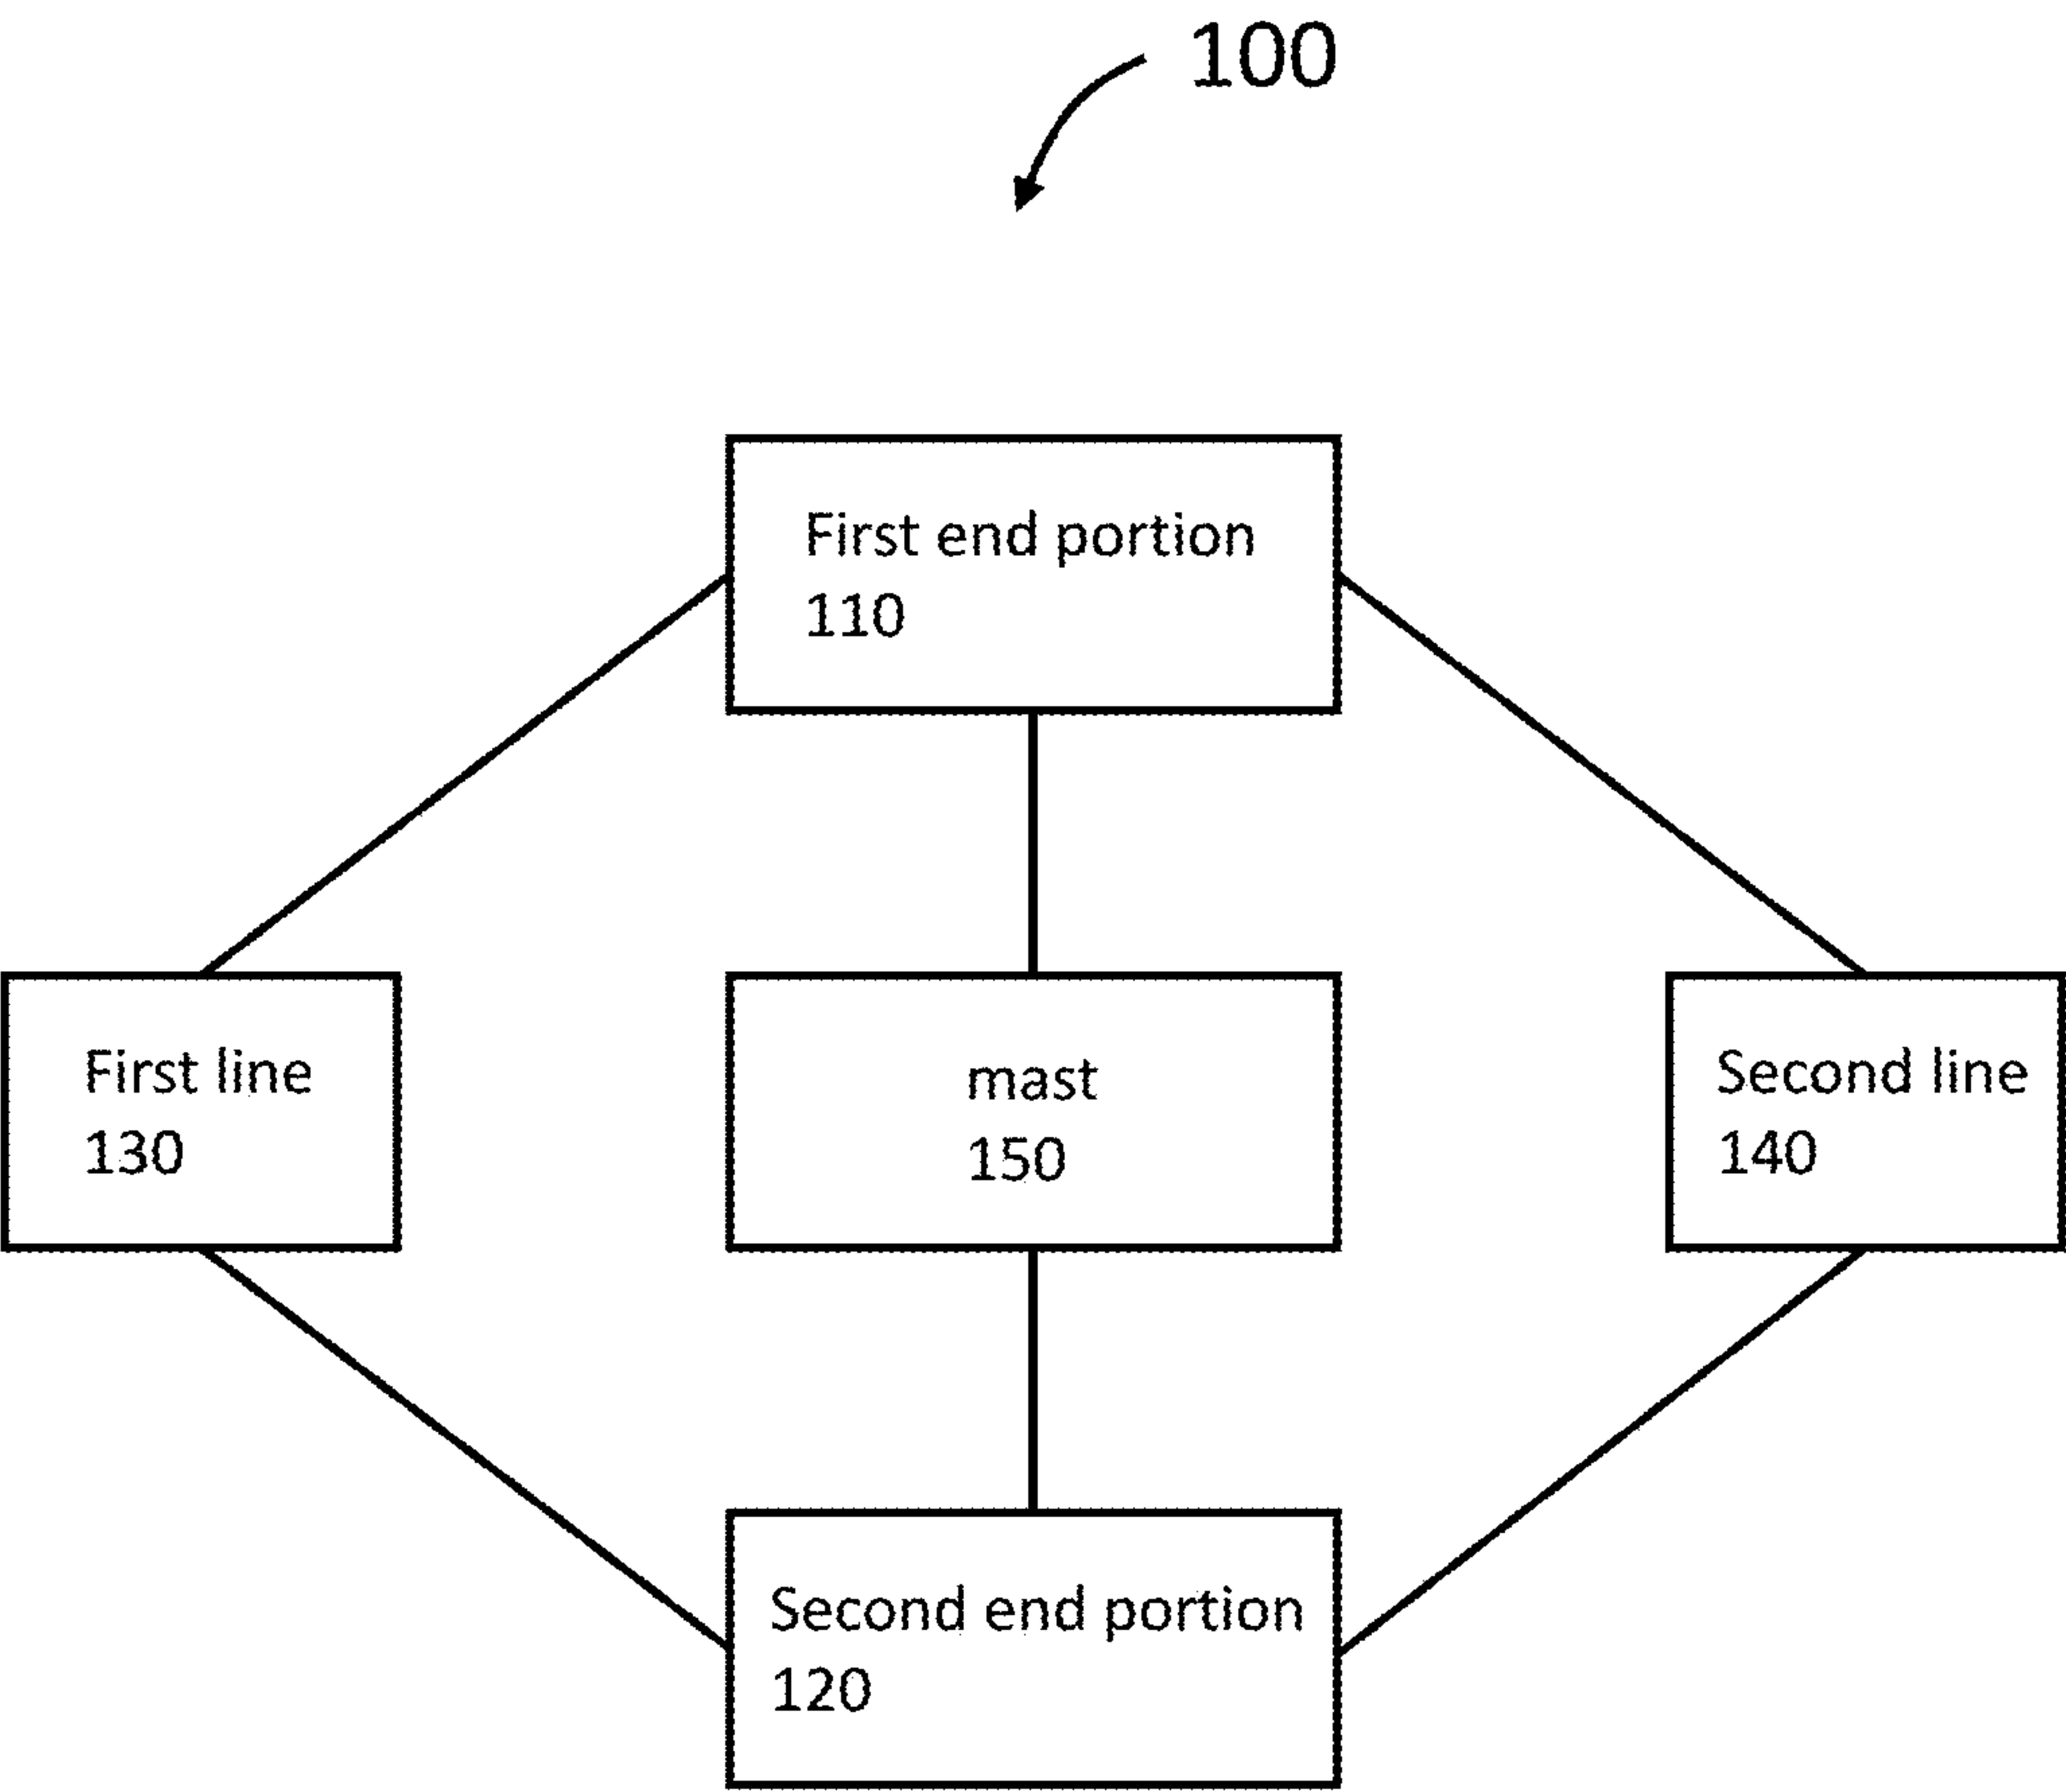 100
First end portion
110
First line
130
mast
150
Second line
140
Second end portion
120